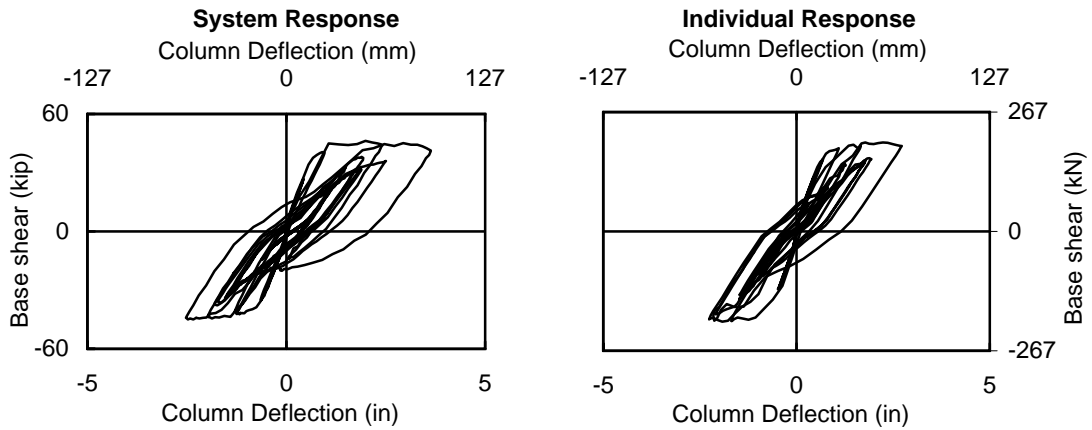 System Response
Column Deflection (mm)
-127 0 127
60
0
-60
Base shear (kip)
-5 0 5
Column Deflection (in)
Individual Response
Column Deflection (mm)
-127 0 127
267
0
-267
Base shear (kN)
-5 0 5
Column Deflection (in)